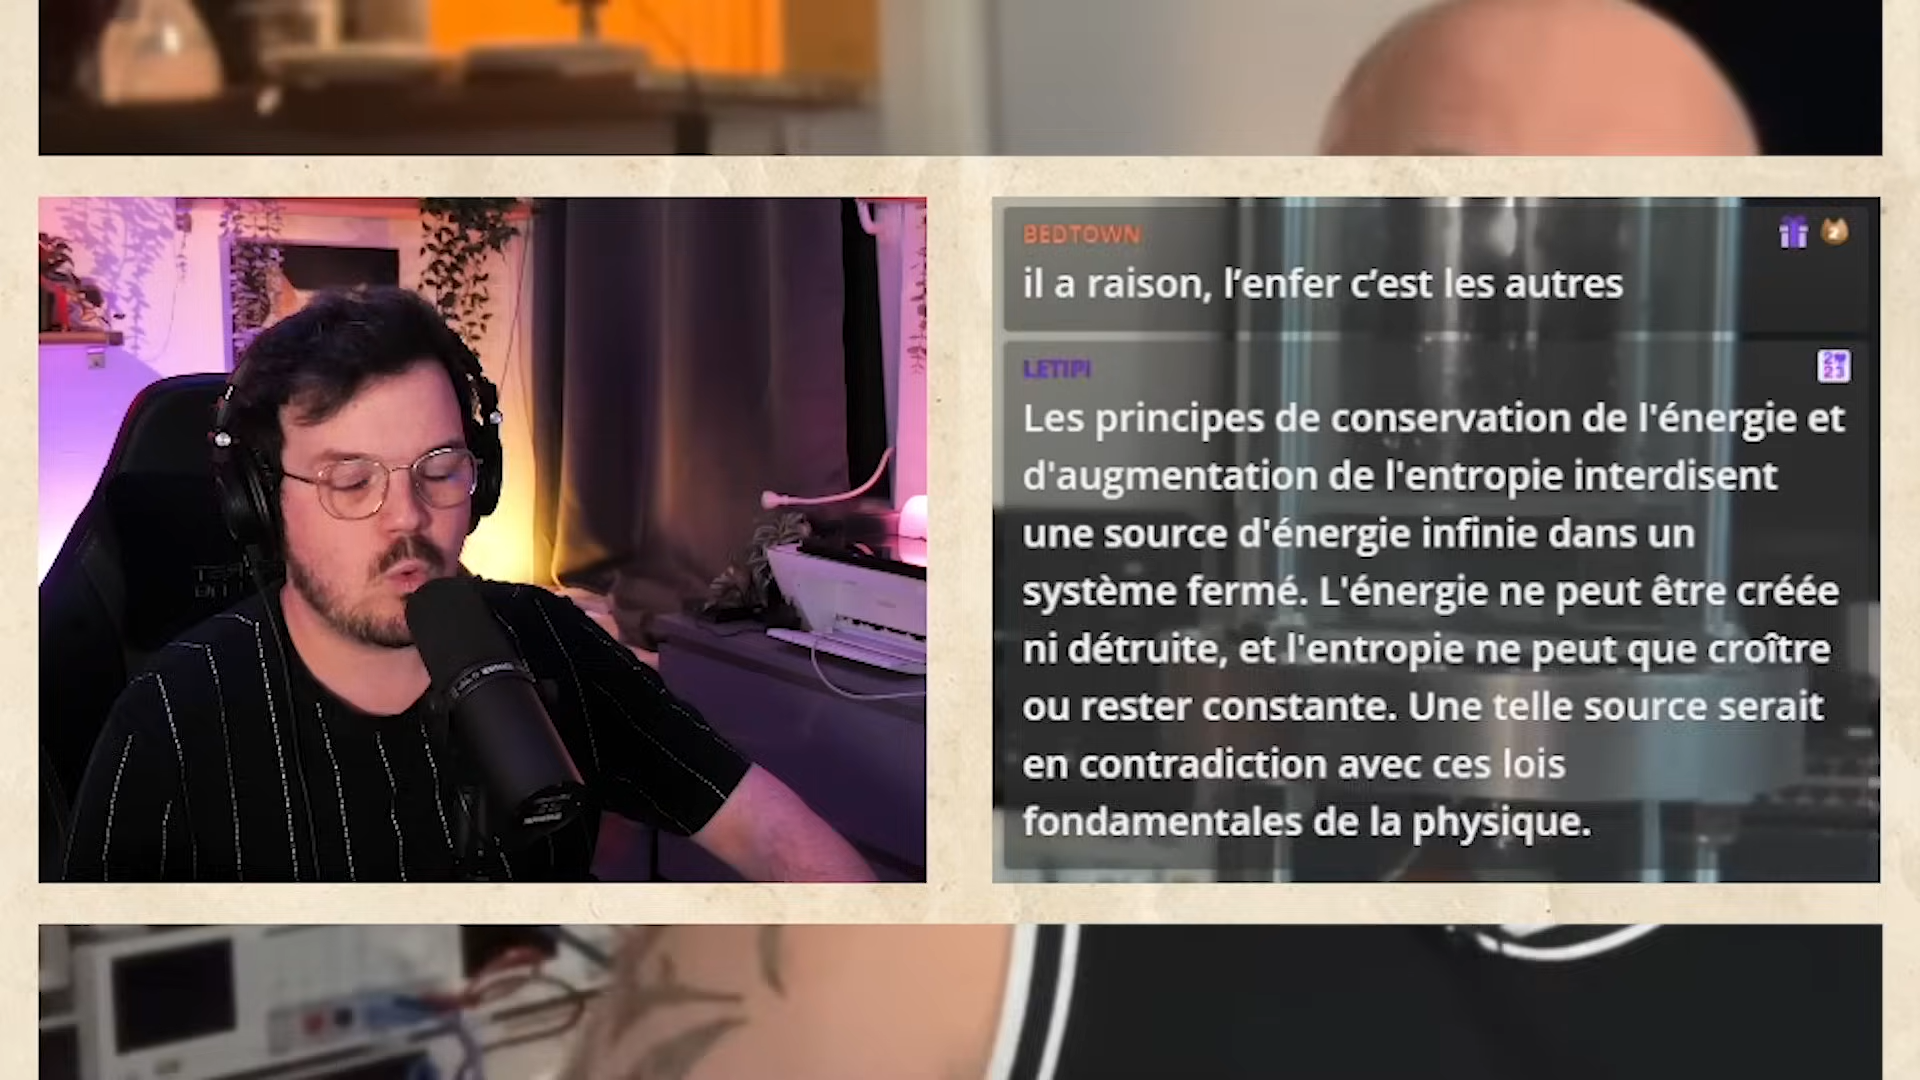 BEDTOWN
il a raison, l’enfer c’est les autres
LETIPI
Les principes de conservation de l'énergie et
d'augmentation de l'entropie interdisent
une source d'énergie infinie dans un
système fermé. L'énergie ne peut être créée
ni détruite, et l'entropie ne peut que croître
ou rester constante. Une telle source serait
en contradiction avec ces lois
fondamentales de la physique.